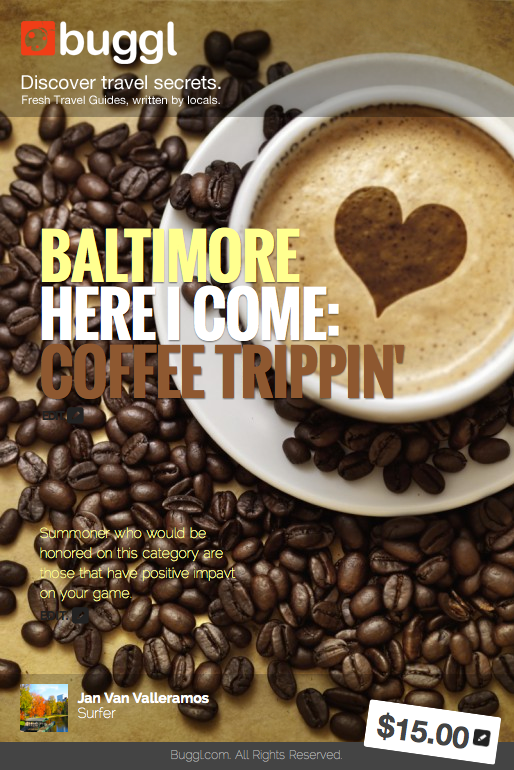 buggl
Discover travel secrets.
Fresh Travel Guides, written by locals.
BALTIMORE
HERE I COME:
COFFEE TRIPPIN'
EDIT
Summoner who would be
honored on this category are
those that have positive impavt
on your game.
EDIT
Jan Van Valleramos
Surfer
$15.00
Buggl.com. All Rights Reserved.